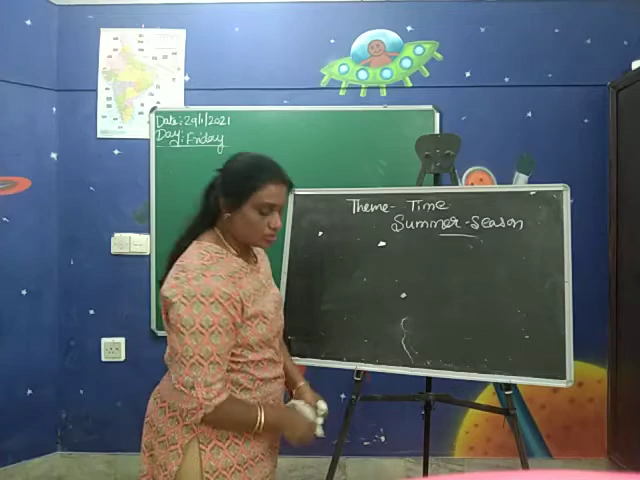 Date: 29/1/2021
Day: Friday
Theme - Time
Summer - Season